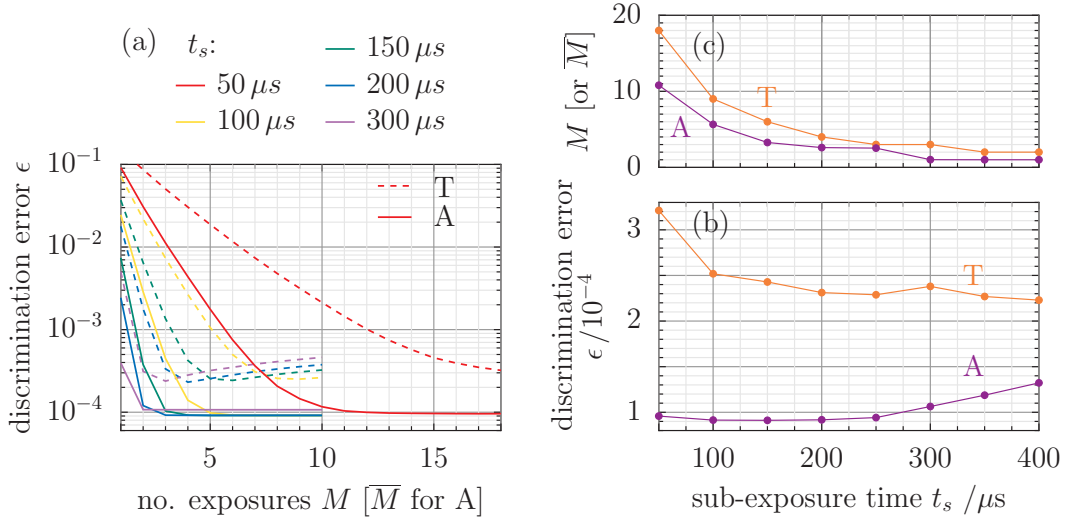 (a)
t_s:
50 μs
100 μs
150 μs
200 μs
300 μs
T
A
discrimination error ϵ
10⁻¹
10⁻²
10⁻³
10⁻⁴
5
10
15
no. exposures M [M̅ for A]
(c)
M [or M̅]
20
10
0
T
A
(b)
discrimination error
ϵ/10⁻⁴
3
2
1
T
A
100
200
300
400
sub-exposure time t_s /μs